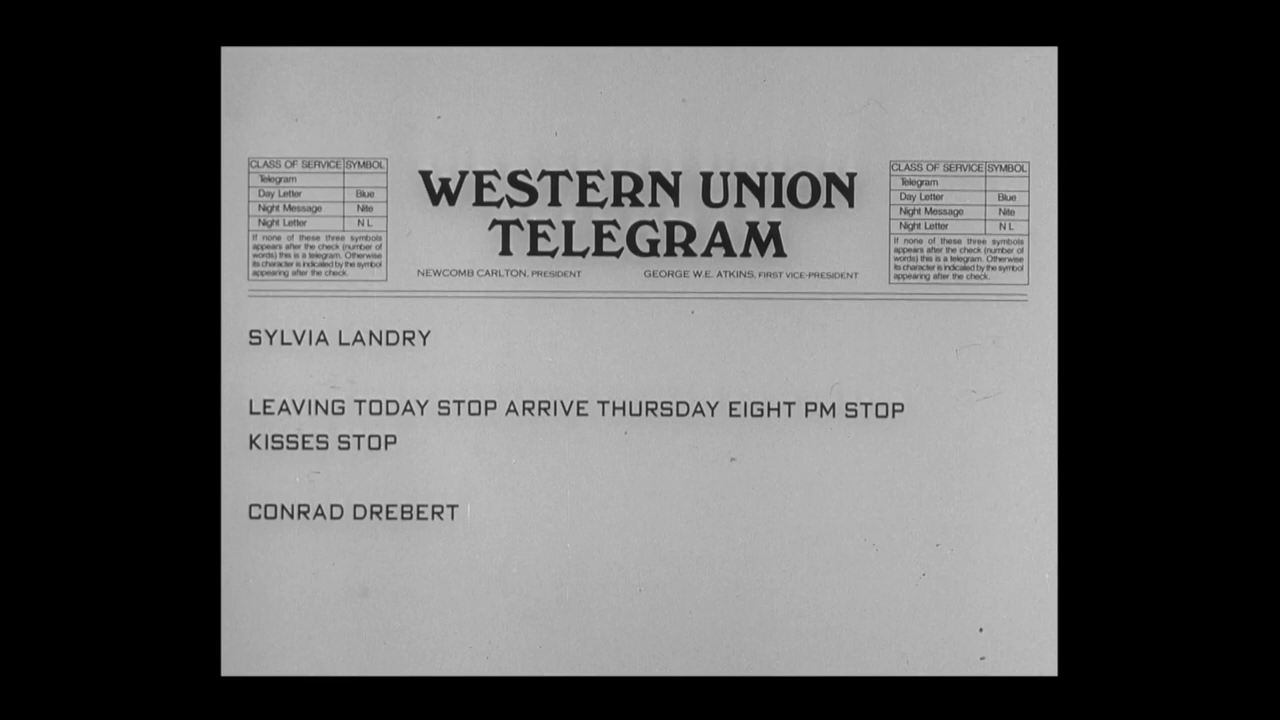 CLASS OF SERVICE SYMBOL
Telegram
Day Letter Blue
Night Message Nite
Night Letter N L
If none of these three symbols
appears after the check (number of
words) this is a telegram. Otherwise
its character is indicated by the symbol
appearing after the check.
WESTERN UNION
TELEGRAM
NEWCOMB CARLTON, PRESIDENT GEORGE W.E. ATKINS, FIRST VICE-PRESIDENT
CLASS OF SERVICE SYMBOL
Telegram
Day Letter Blue
Night Message Nite
Night Letter N L
If none of these three symbols
appears after the check (number of
words) this is a telegram. Otherwise
its character is indicated by the symbol
appearing after the check.
SYLVIA LANDRY
LEAVING TODAY STOP ARRIVE THURSDAY EIGHT PM STOP
KISSES STOP
CONRAD DREBERT